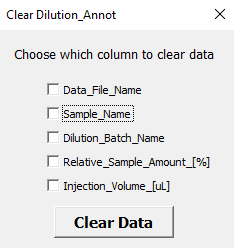 Clear Dilution_Annot
Choose which column to clear data
Data_File_Name
Sample_Name
Dilution_Batch_Name
Relative_Sample_Amount_[%]
Injection_Volume_[uL]
Clear Data